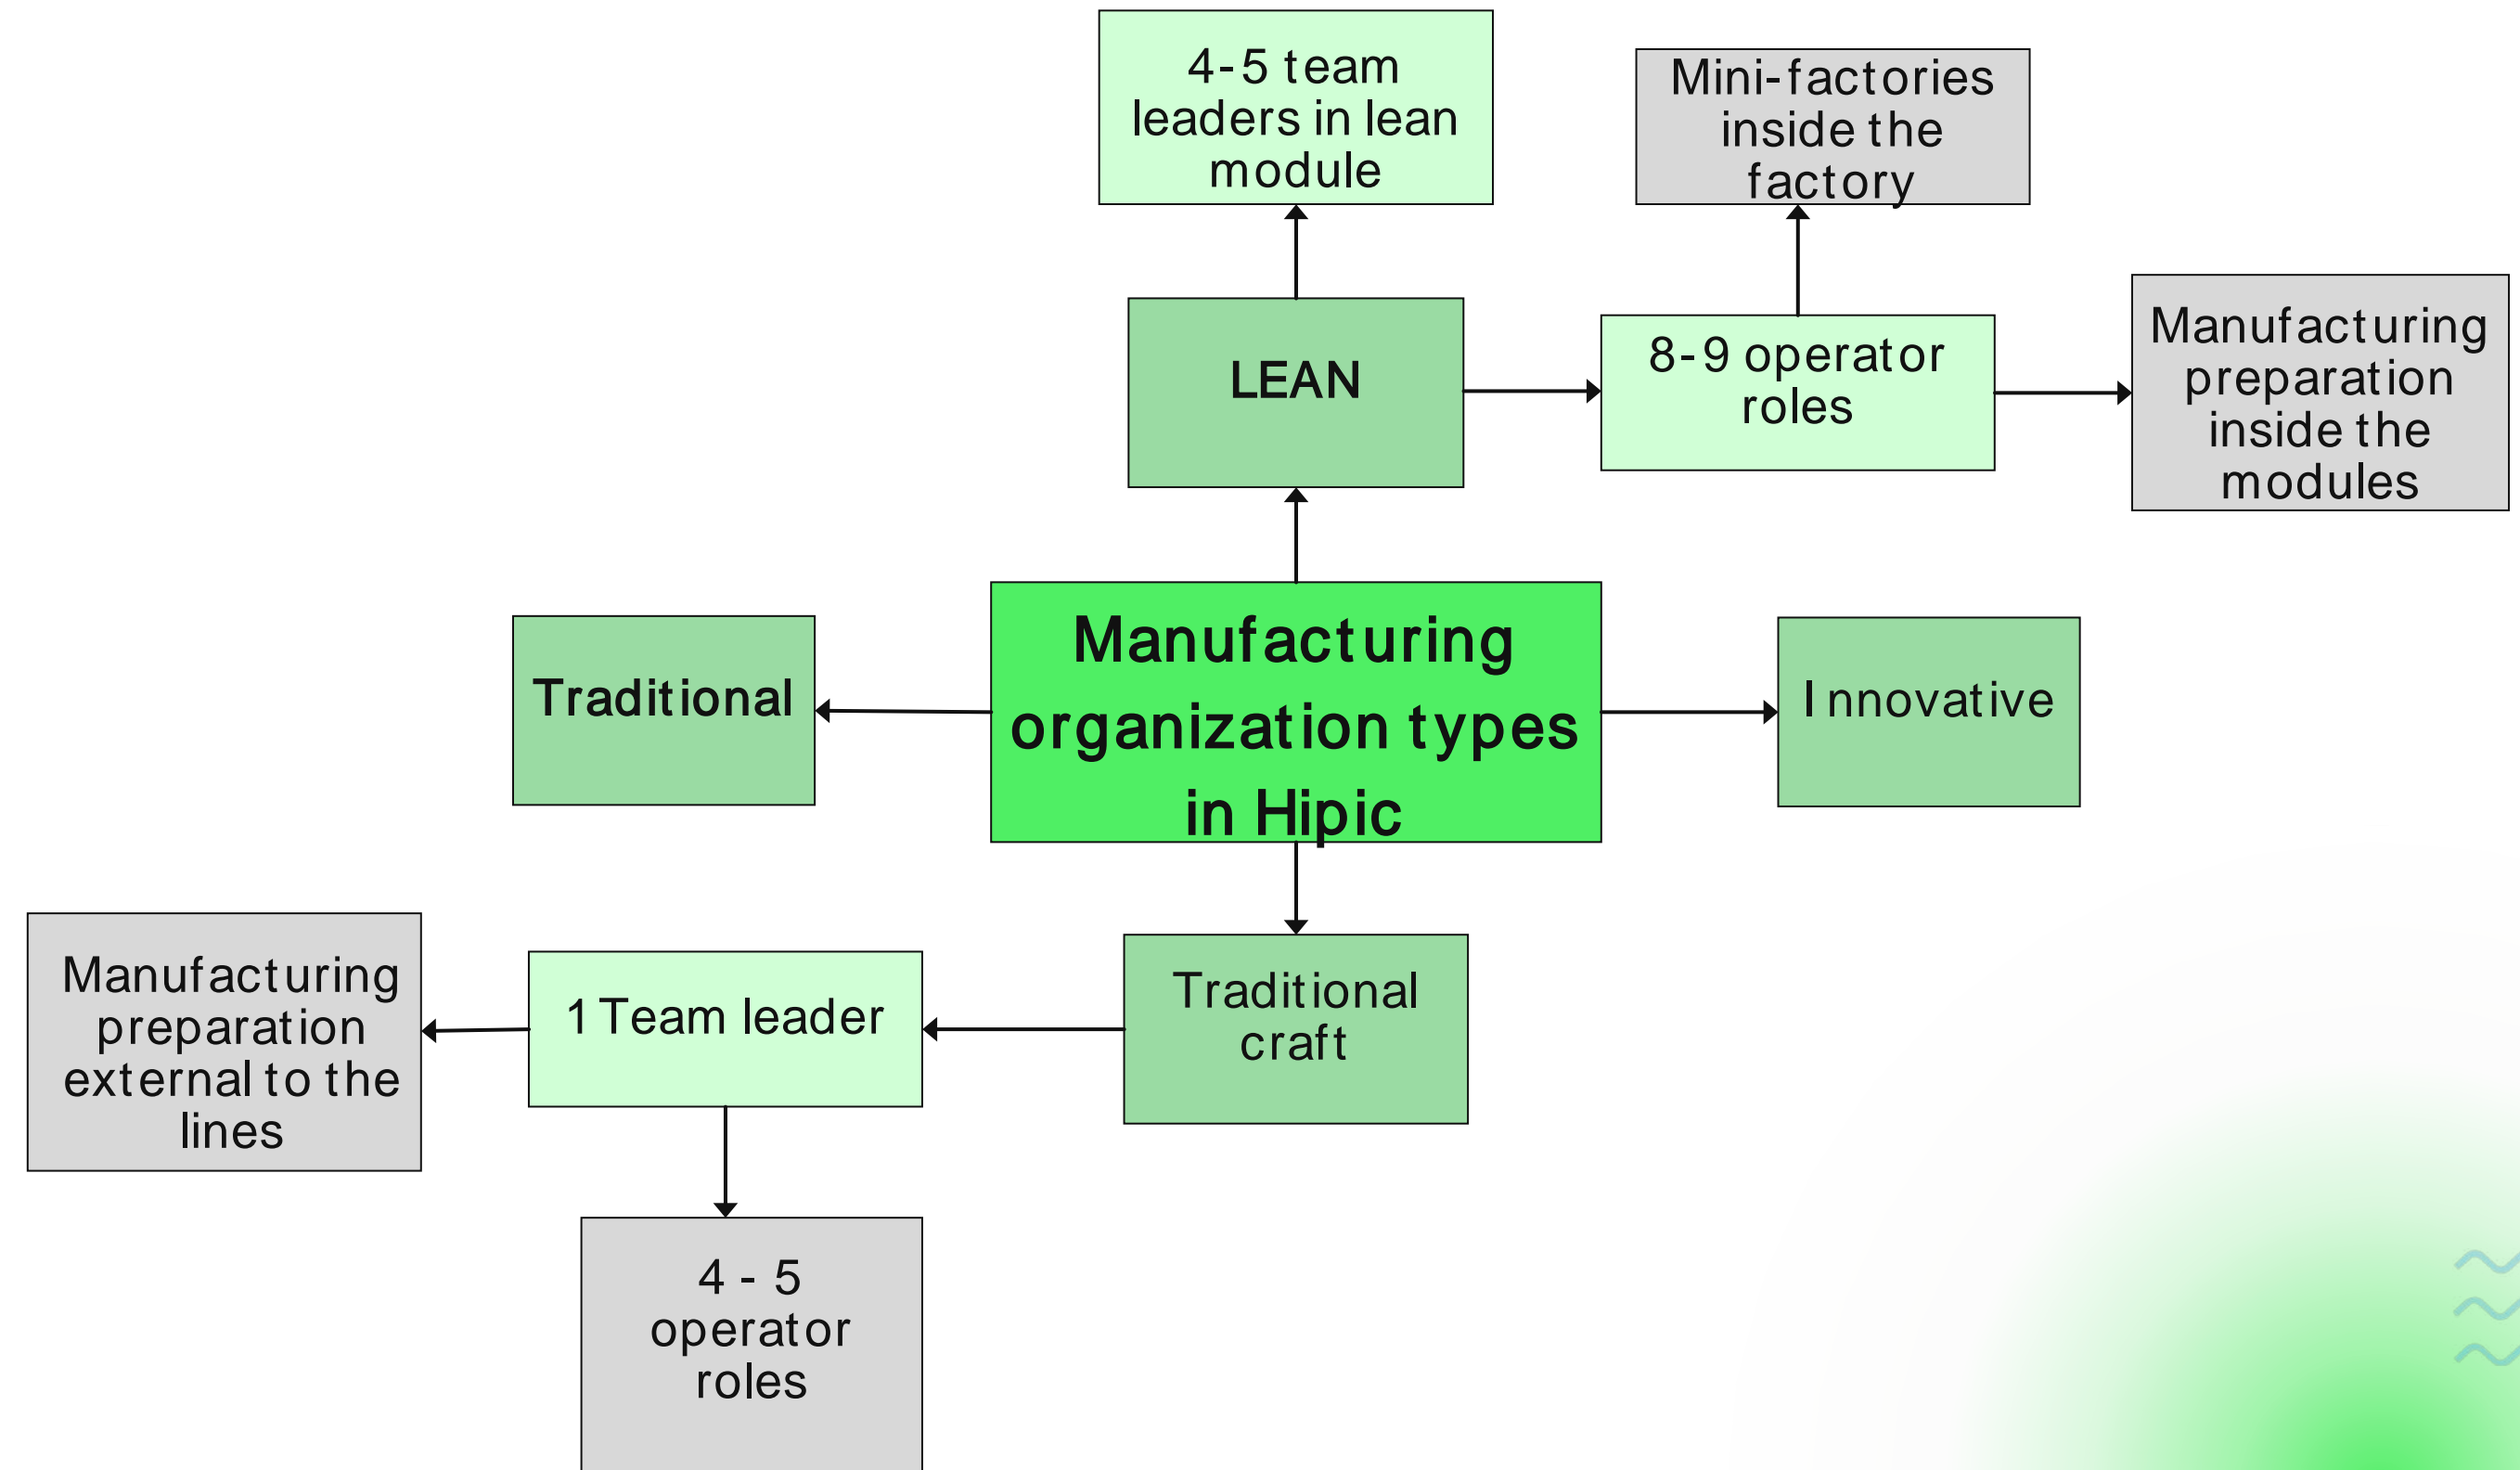 4-5 team
leaders in lean
module
Mini-factories
inside the
factory
LEAN
8-9 operator
roles
Manufacturing
preparation
inside the
modules
Traditional
Manufacturing
organization types
in Hipic
Innovative
Manufacturing
preparation
external to the
lines
1 Team leader
Traditional
craft
4 - 5
operator
roles